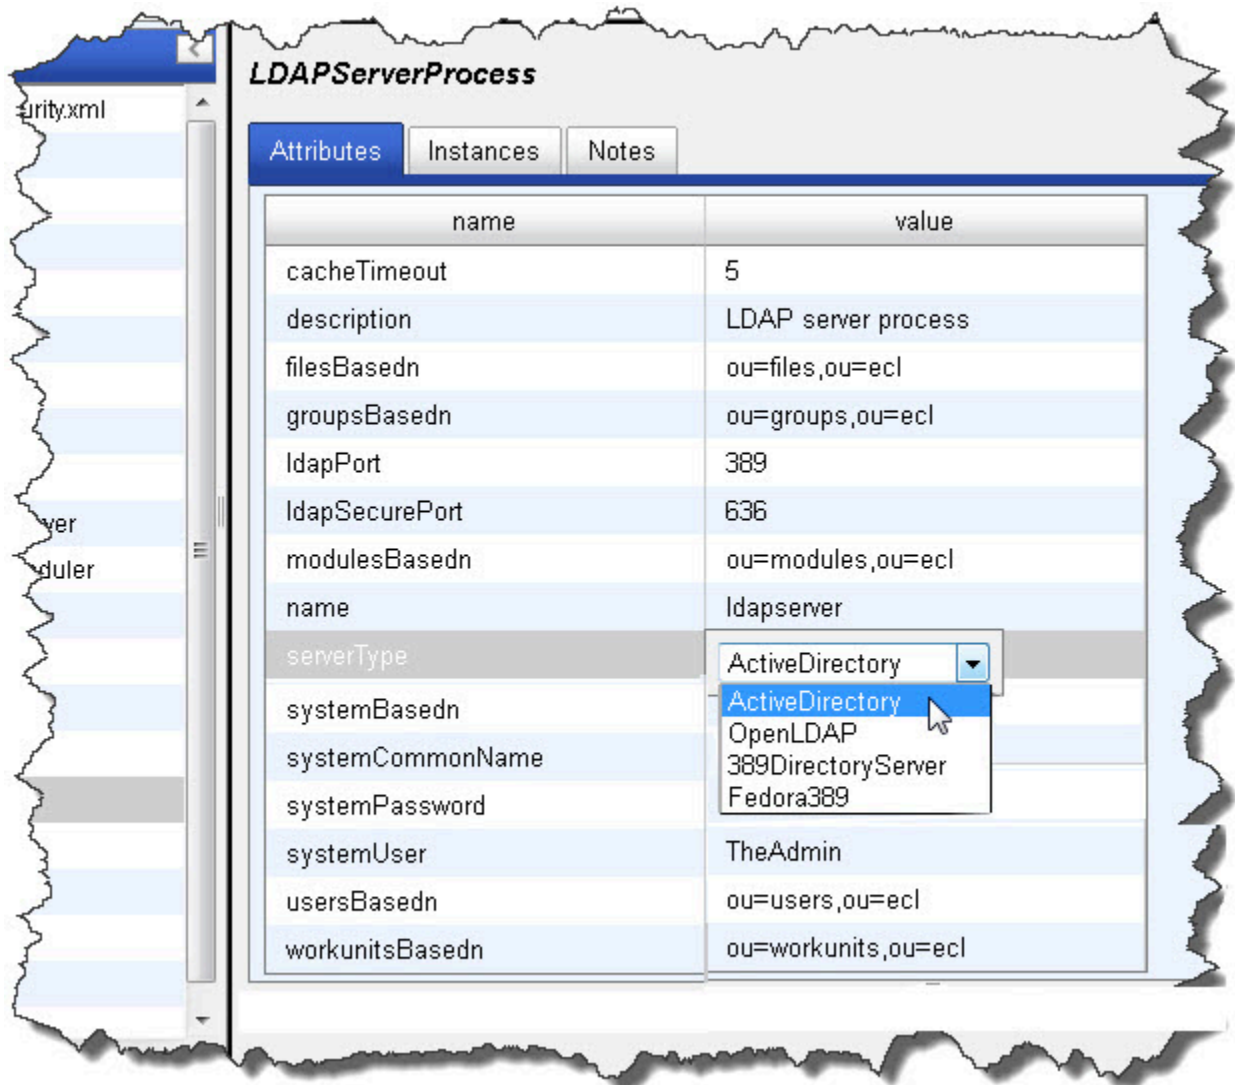 LDAPServerProcess
urity.xml
Attributes Instances Notes
name value
cacheTimeout 5
description LDAP server process
filesBasedn ou=files,ou=ecl
groupsBasedn ou=groups,ou=ecl
ldapPort 389
ldapSecurePort 636
ver
modulesBasedn ou=modules,ou=ecl
duler
name ldapserver
serverType ActiveDirectory
ActiveDirectory
systemBasedn
OpenLDAP
systemCommonName
389DirectoryServer
systemPassword
Fedora389
systemUser TheAdmin
usersBasedn ou=users,ou=ecl
workunitsBasedn ou=workunits,ou=ecl